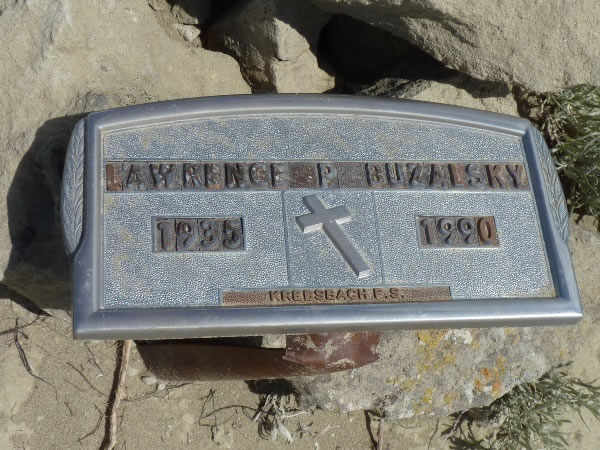 LAWRENCE P. BUZALSKY
1935 1990
KREBSBACH F.S.